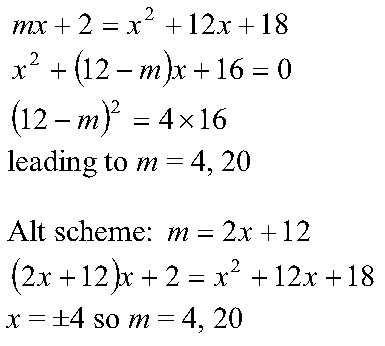 mx + 2 = x² + 12x + 18
x² + (12 − m)x + 16 = 0
(12 − m)² = 4 × 16
leading to m = 4, 20
Alt scheme: m = 2x + 12
(2x + 12)x + 2 = x² + 12x + 18
x = ±4 so m = 4, 20